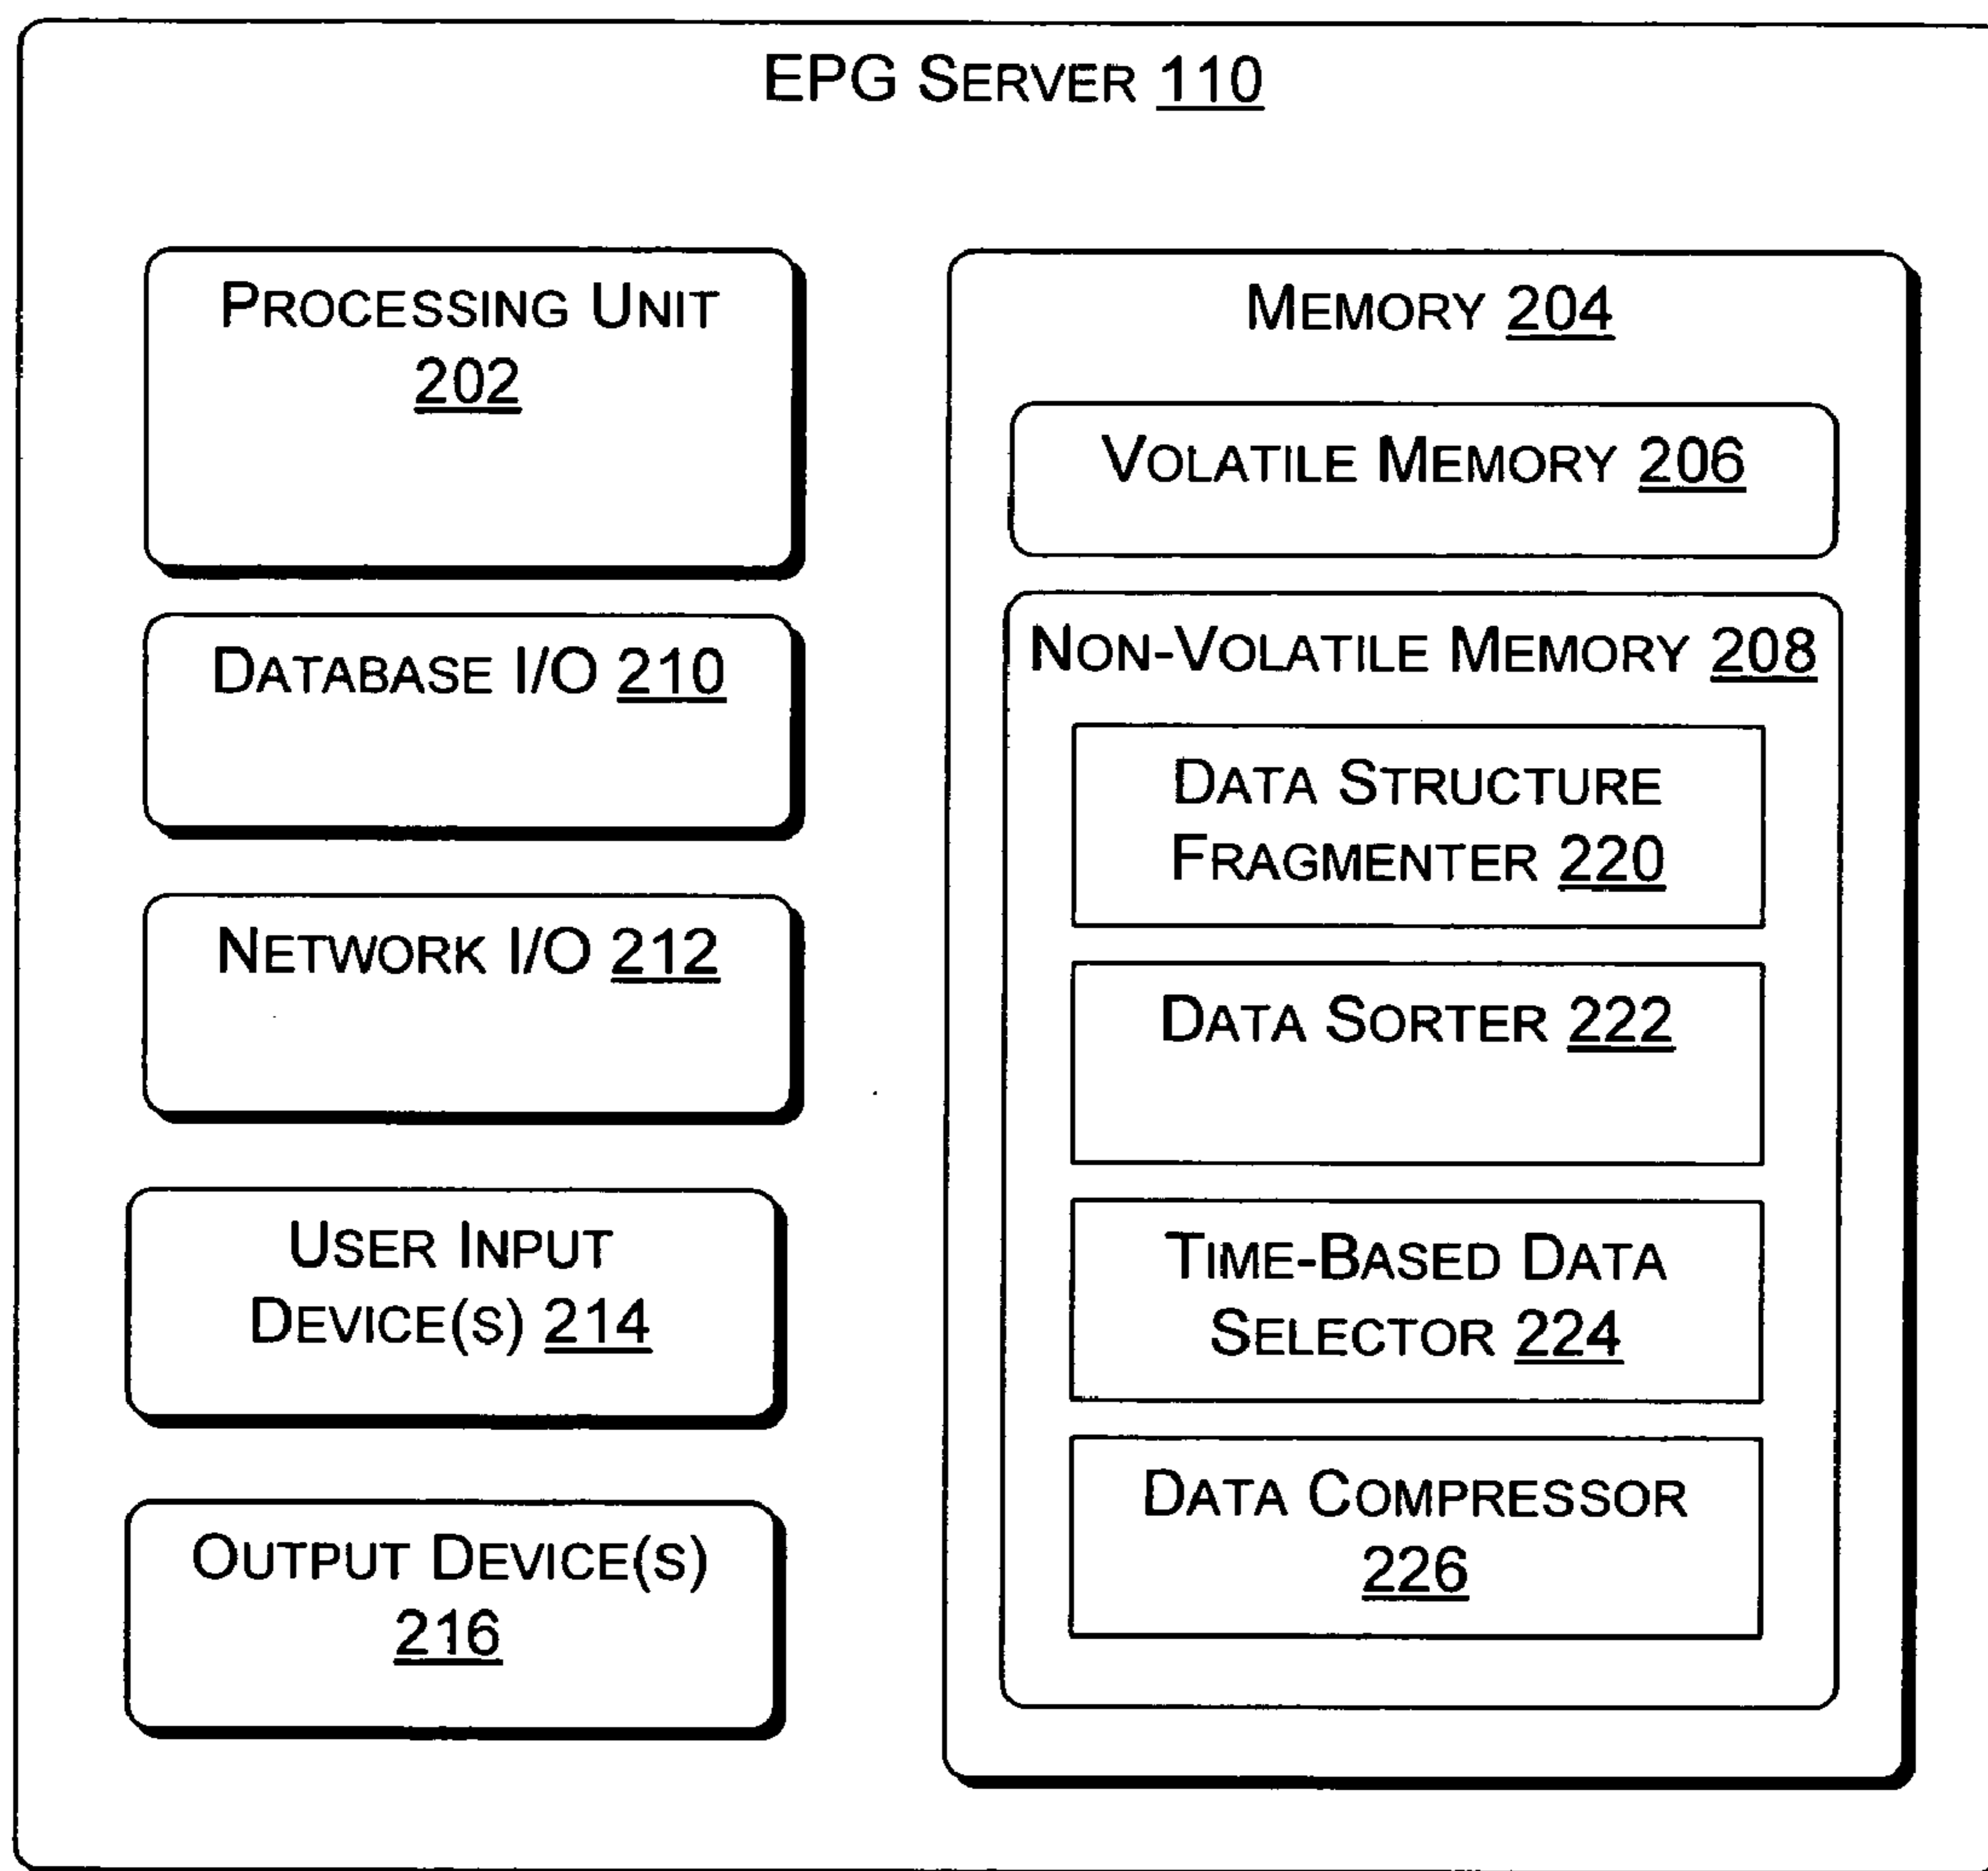 EPG SERVER 110
PROCESSING UNIT
202
DATABASE I/O 210
NETWORK I/O 212
USER INPUT
DEVICE(S) 214
OUTPUT DEVICE(S)
216
MEMORY 204
VOLATILE MEMORY 206
NON-VOLATILE MEMORY 208
DATA STRUCTURE
FRAGMENTER 220
DATA SORTER 222
TIME-BASED DATA
SELECTOR 224
DATA COMPRESSOR
226